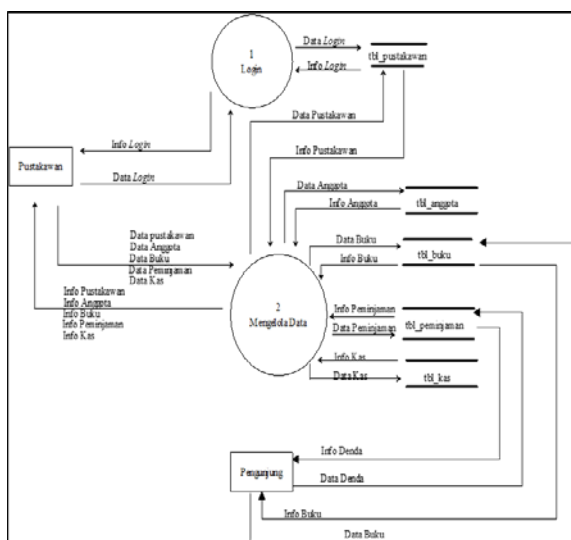 1
Login
Data Login
Info Login
tbl_pustakawan
Data Pustakawan
Info Login
Info Pustakawan
Pustakawan
Data Login
Data Anggota
Info Anggota
tbl_anggota
Data pustakawan
Data Anggota
Data Buku
Data Peminjaman
Data Kas
Data Buku
Info Buku
tbl_buku
Info Pustakawan
Info Anggota
Info Buku
Info Peminjaman
Info Kas
2
Mengelola Data
Info Peminjaman
Data Peminjaman
tbl_peminjaman
Info Kas
Data Kas
tbl_kas
Info Denda
Pengunjung
Data Denda
Info Buku
Data Buku